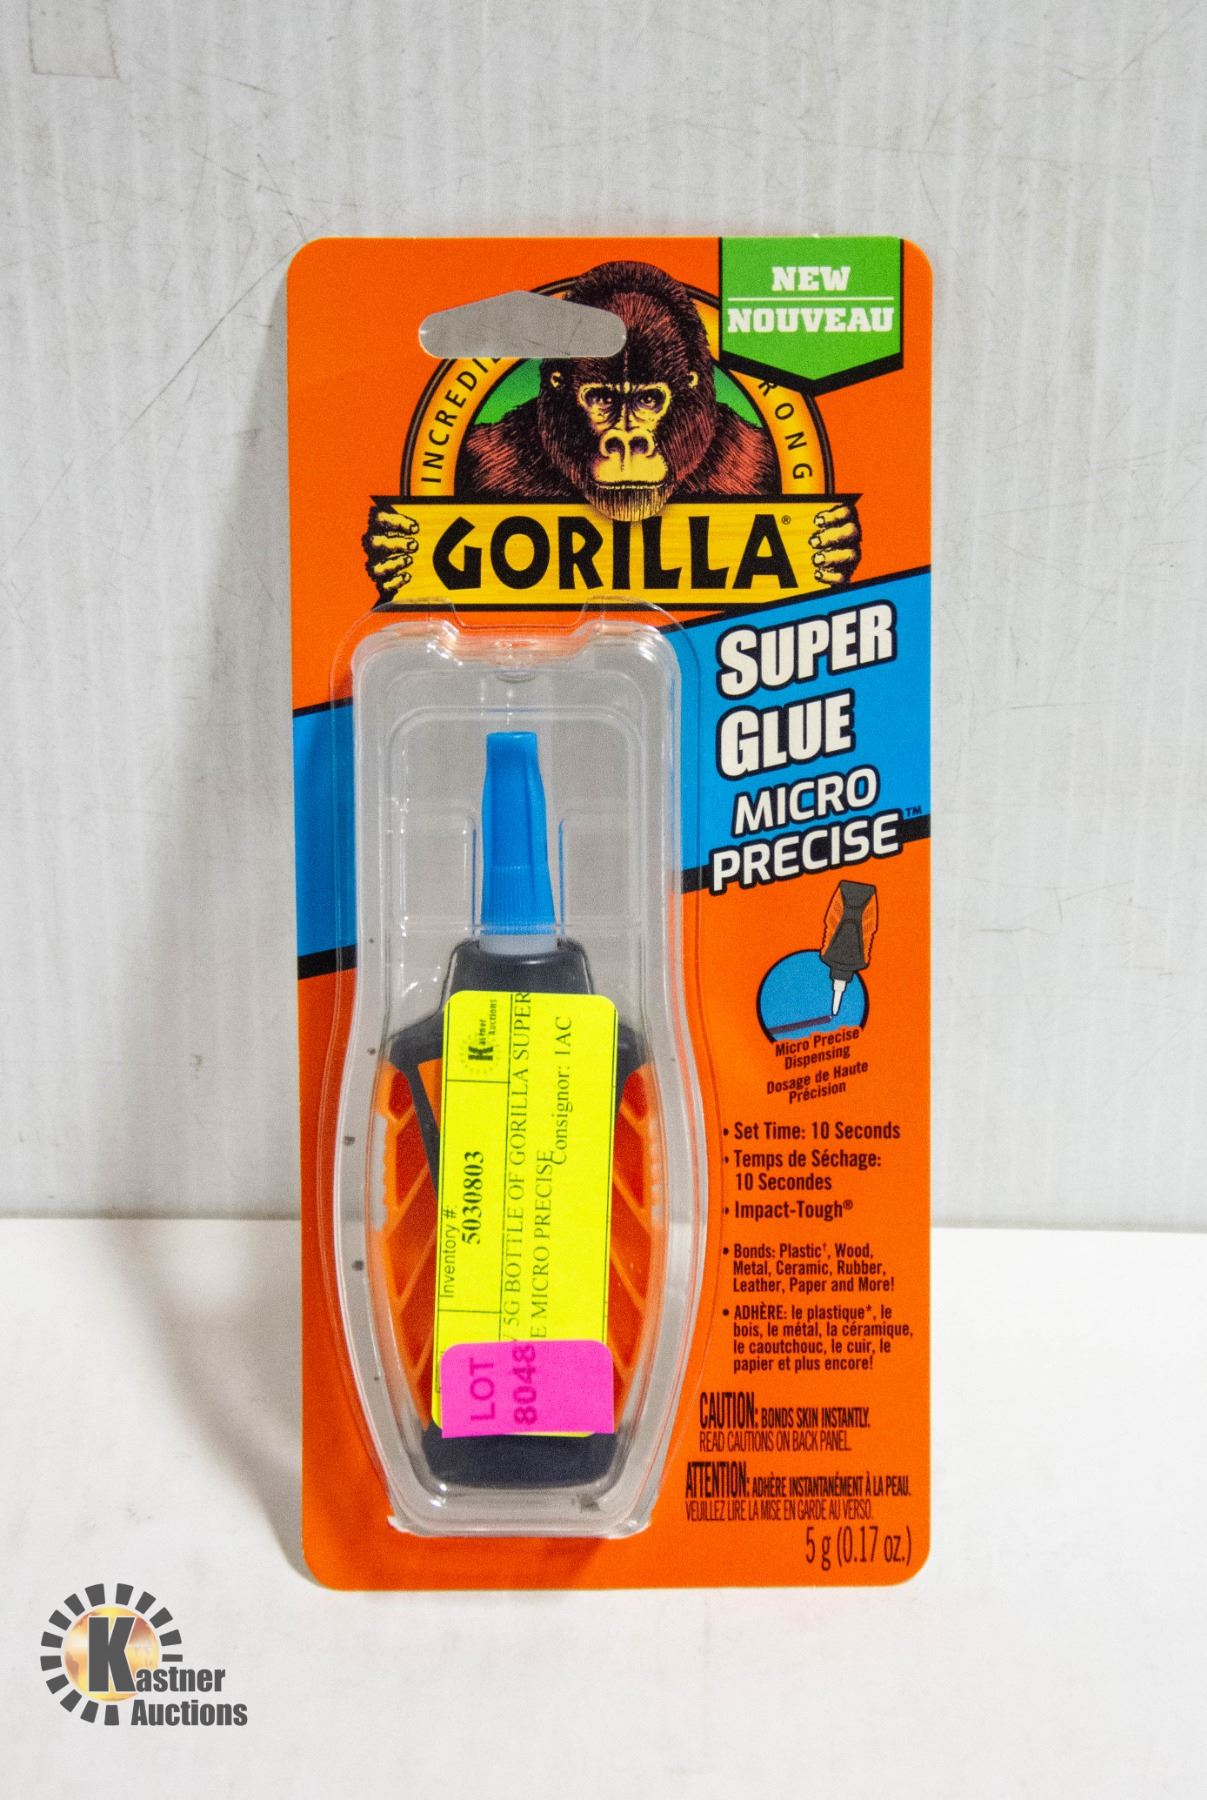 NEW
NOUVEAU
RONG
GORILLA®
SUPER
GLUE
MICRO
PRECISE™
Micro Precise
Dispensing
Dosage de Haute
Précision
• Set Time: 10 Seconds
• Temps de Séchage:
10 Secondes
• Impact-Tough®
• Bonds: Plastic†, Wood,
Metal, Ceramic, Rubber,
Leather, Paper and More!
• ADHÈRE: le plastique*, le
bois, le métal, la céramique,
le caoutchouc, le cuir, le
papier et plus encore!
CAUTION: BONDS SKIN INSTANTLY.
READ CAUTIONS ON BACK PANEL.
ATTENTION: ADHÈRE INSTANTANÉMENT À LA PEAU.
VEUILLEZ LIRE LA MISE EN GARDE AU VERSO.
5 g (0.17 oz.)
Kastner
Auctions
Inventory #:
5030803
5G BOTTLE OF GORILLA SUPER
E MICRO PRECISE
Consignor: 1AC
LOT
8048
Kastner
Auctions